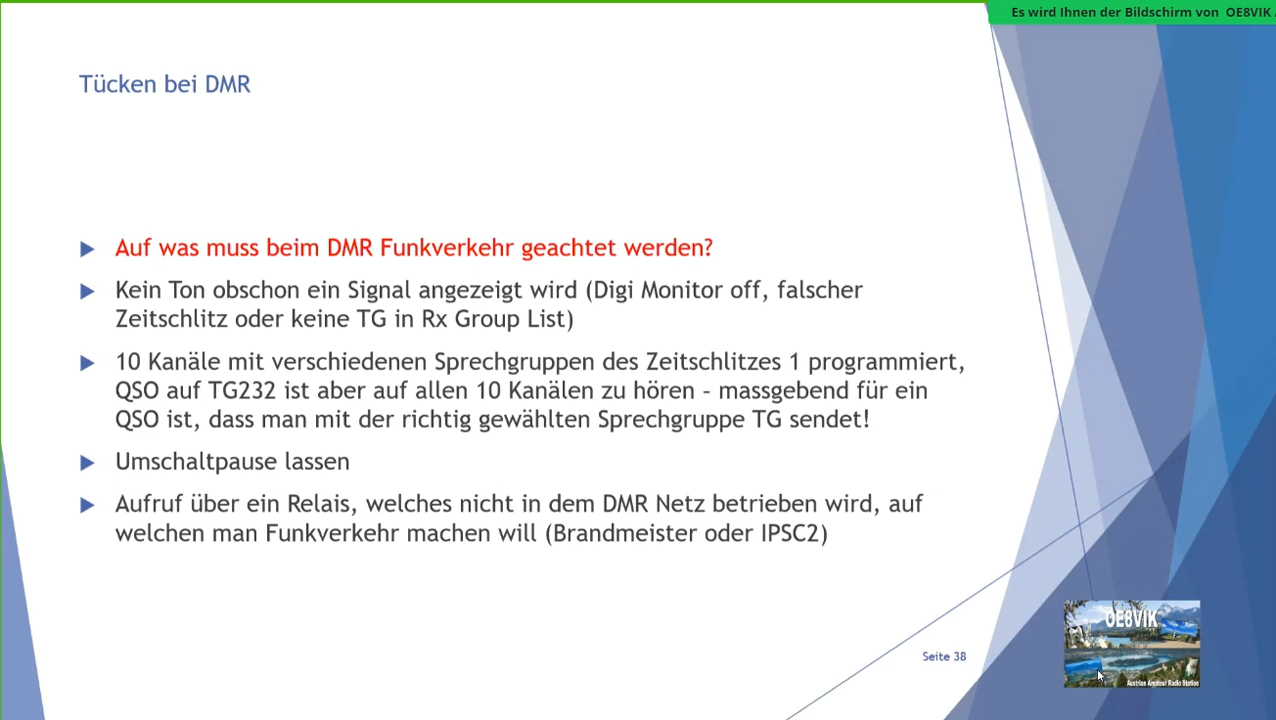 Es wird Ihnen der Bildschirm von OE8VIK
Tücken bei DMR
Auf was muss beim DMR Funkverkehr geachtet werden?
Kein Ton obschon ein Signal angezeigt wird (Digi Monitor off, falscher
Zeitschlitz oder keine TG in Rx Group List)
10 Kanäle mit verschiedenen Sprechgruppen des Zeitschlitzes 1 programmiert,
QSO auf TG232 ist aber auf allen 10 Kanälen zu hören – massgebend für ein
QSO ist, dass man mit der richtig gewählten Sprechgruppe TG sendet!
Umschaltpause lassen
Aufruf über ein Relais, welches nicht in dem DMR Netz betrieben wird, auf
welchen man Funkverkehr machen will (Brandmeister oder IPSC2)
OE8VIK
Seite 38
Austrian Amateur Radio Station